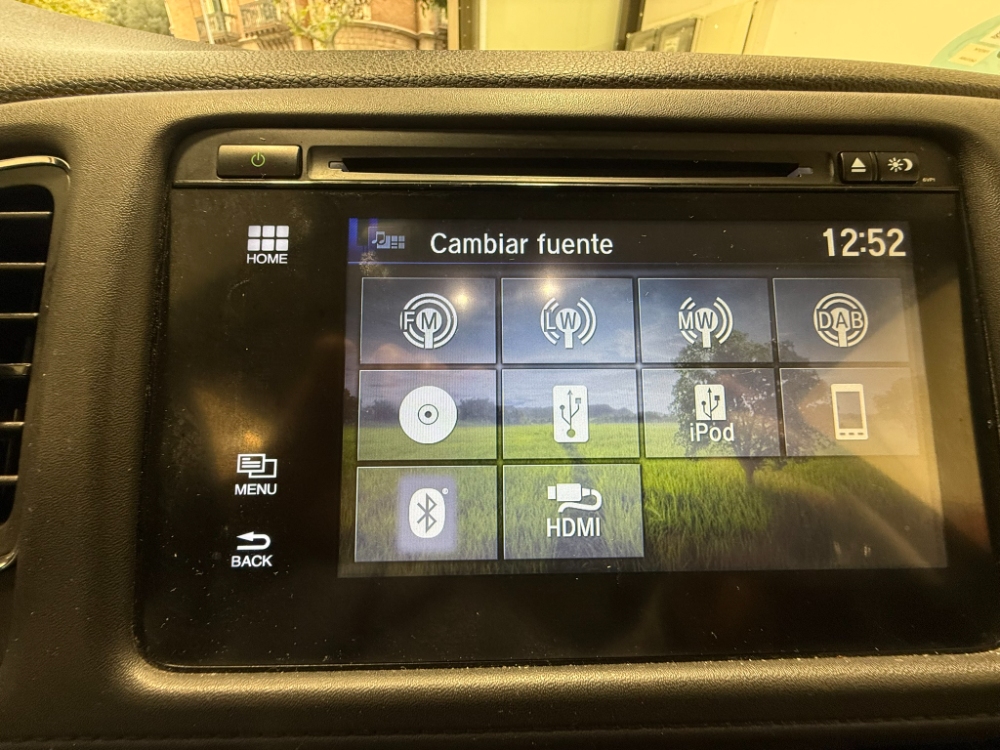 HOME
Cambiar fuente
12:52
FM
LW
MW
DAB
iPod
MENU
HDMI
BACK